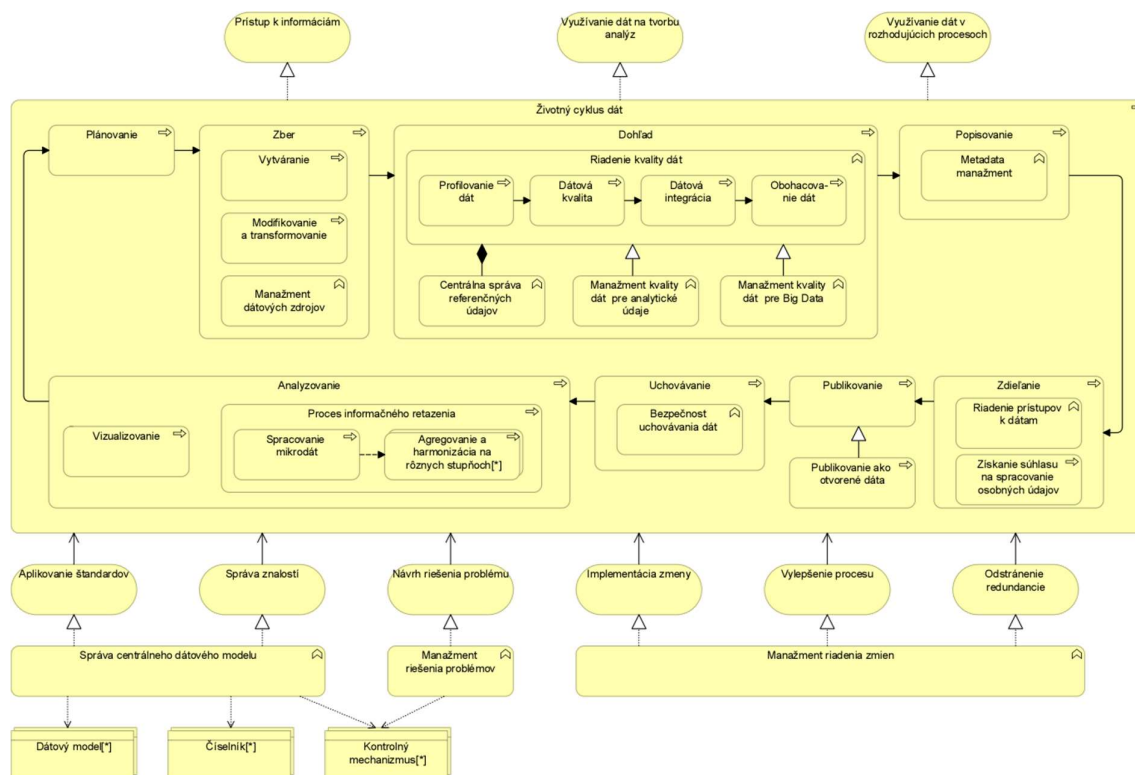 Prístup k informáciám
Využívanie dát na tvorbu
analýz
Využívanie dát v
rozhodujúcich procesoch
Životný cyklus dát
Plánovanie
Zber
Vytváranie
Modifikovanie
a transformovanie
Manažment
dátových zdrojov
Dohľad
Riadenie kvality dát
Profilovanie
dát
Dátová
kvalita
Dátová
integrácia
Obohacova-
nie dát
Centrálna správa
referenčných
údajov
Manažment kvality
dát pre analytické
údaje
Manažment kvality
dát pre Big Data
Popisovanie
Metadata
manažment
Analyzovanie
Vizualizovanie
Proces informačného retazenia
Spracovanie
mikrodát
Agregovanie a
harmonizácia na
rôznych stupňoch[*]
Uchovávanie
Bezpečnost
uchovávania dát
Publikovanie
Publikovanie ako
otvorené dáta
Zdieľanie
Riadenie prístupov
k dátam
Získanie súhlasu
na spracovanie
osobných údajov
Aplikovanie štandardov
Správa znalostí
Návrh riešenia problému
Implementácia zmeny
Vylepšenie procesu
Odstránenie
redundancie
Správa centrálneho dátového modelu
Manažment
riešenia problémov
Manažment riadenia zmien
Dátový model[*]
Číselník[*]
Kontrolný
mechanizmus[*]